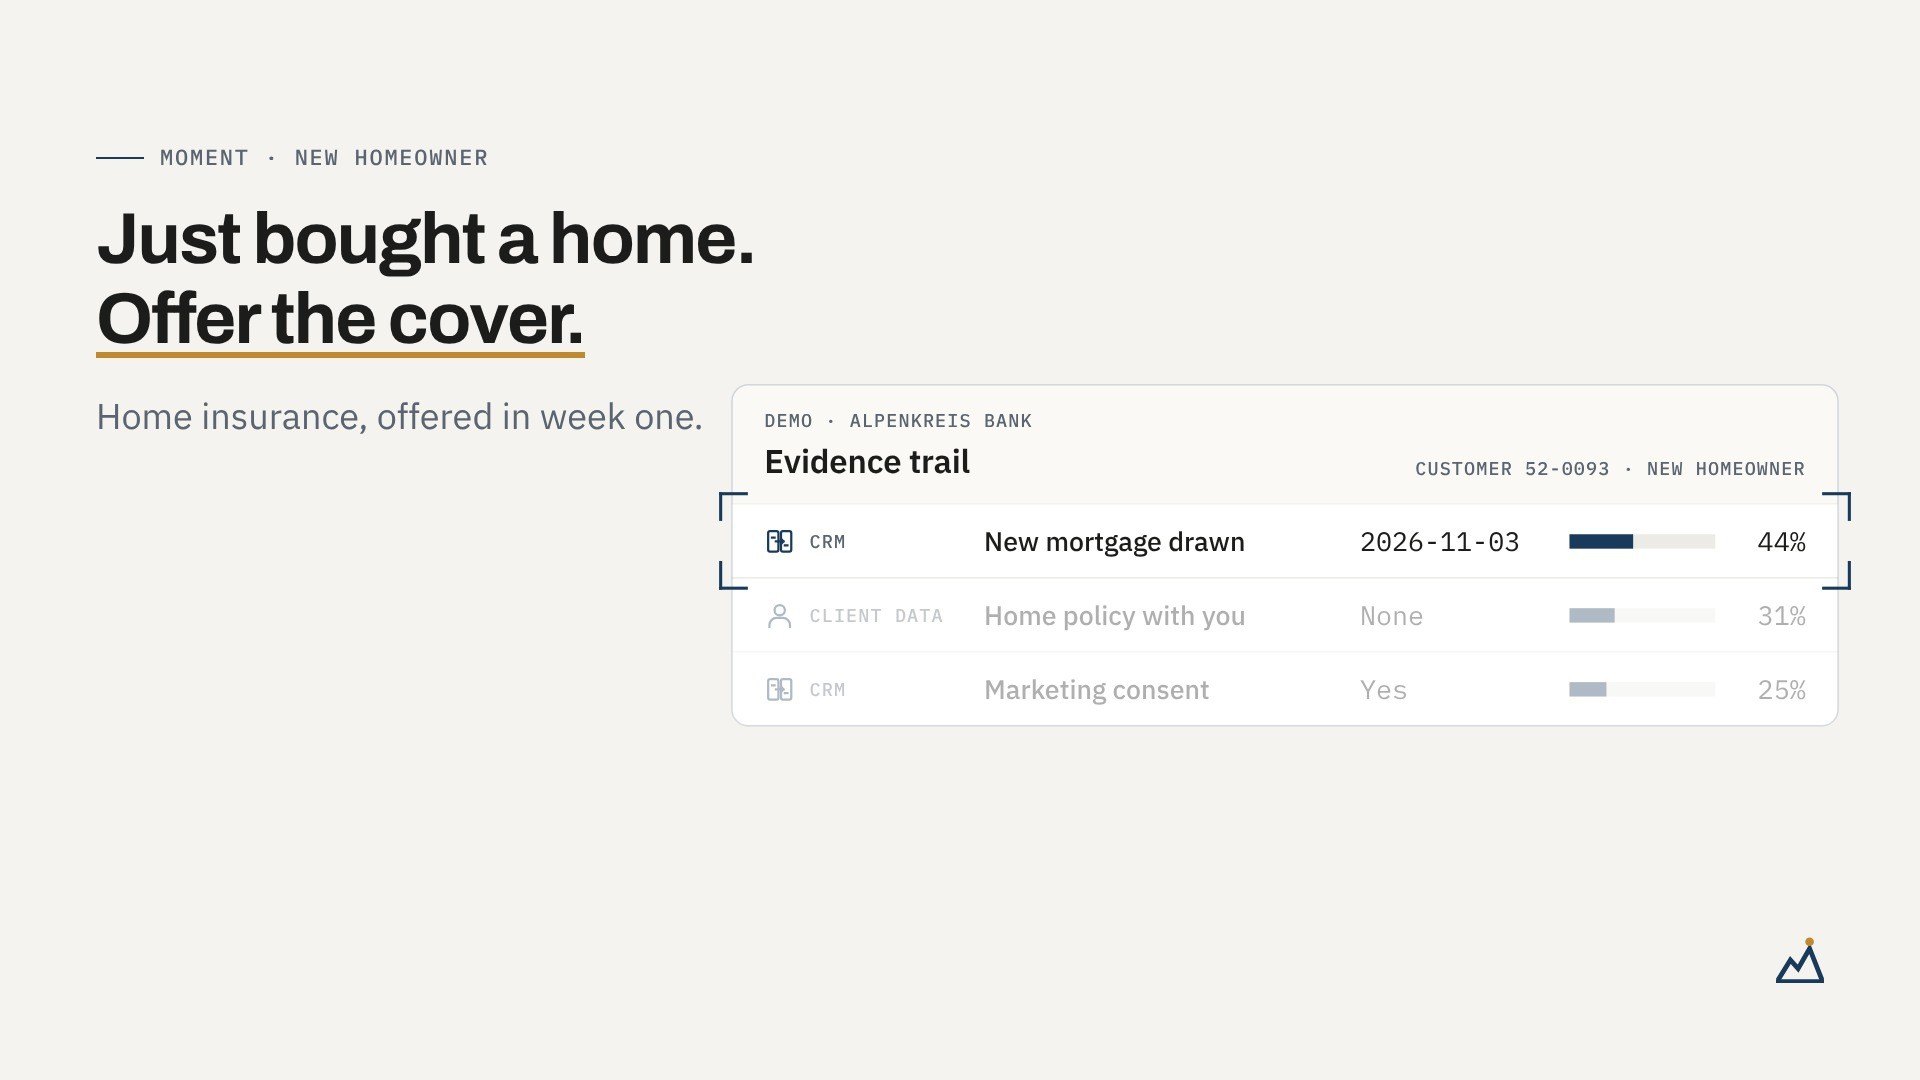 MOMENT · NEW HOMEOWNER
Just bought a home.
Offer the cover.
Home insurance, offered in week one.
DEMO · ALPENKREIS BANK
Evidence trail
CUSTOMER 52-0093 · NEW HOMEOWNER
CRM New mortgage drawn 2026-11-03 44%
CLIENT DATA Home policy with you None 31%
CRM Marketing consent Yes 25%